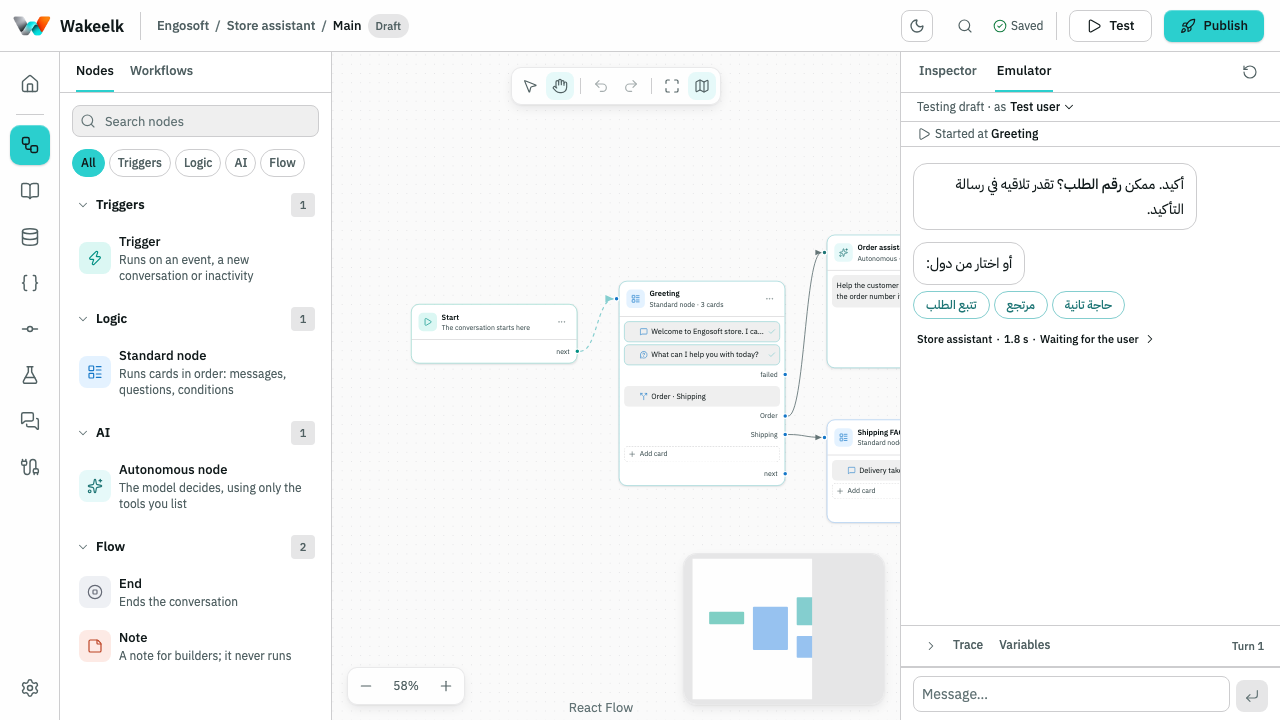 Wakeelk
Engosoft / Store assistant / Main Draft
Saved
Test
Publish
Nodes Workflows
Search nodes
All Triggers Logic AI Flow
Triggers 1
Trigger
Runs on an event, a new
conversation or inactivity
Logic 1
Standard node
Runs cards in order: messages,
questions, conditions
AI 1
Autonomous node
The model decides, using only the
tools you list
Flow 2
End
Ends the conversation
Note
A note for builders; it never runs
Start
The conversation starts here
next
Greeting
Standard node · 3 cards
Welcome to Engosoft store. I ca...
What can I help you with today?
failed
Order · Shipping
Order
Shipping
Add card
next
Order assist
Autonomous ·
Help the customer
the order number i
Shipping FA
Standard node
Delivery take
Add card
58%
React Flow
Inspector Emulator
Testing draft · as Test user
Started at Greeting
أكيد. ممكن رقم الطلب؟ تقدر تلاقيه في رسالة
التأكيد.
أو اختار من دول:
تتبع الطلب
مرتجع
حاجة تانية
Store assistant · 1.8 s · Waiting for the user
Trace Variables Turn 1
Message...